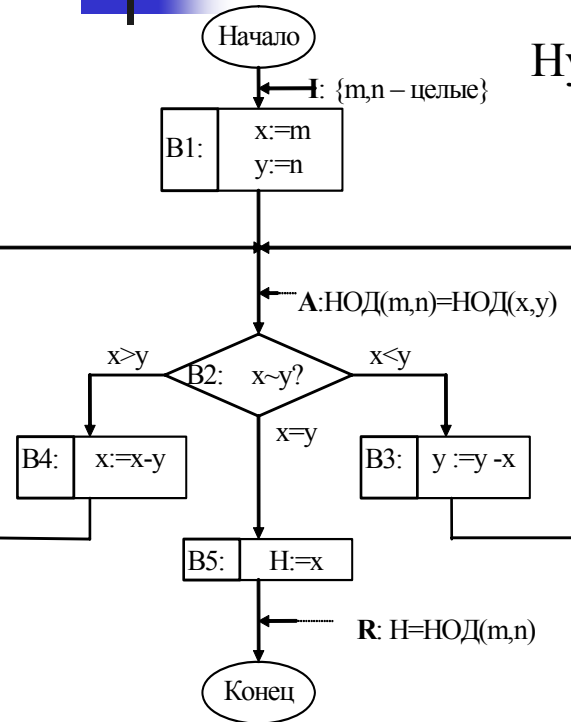 Начало
Ну
I: {m,n – целые}
B1:
x:=m
y:=n
A:НОД(m,n)=НОД(x,y)
x>y
B2: x~y?
x<y
x=y
B4: x:=x-y
B3: y :=y -x
B5: H:=x
R: H=НОД(m,n)
Конец